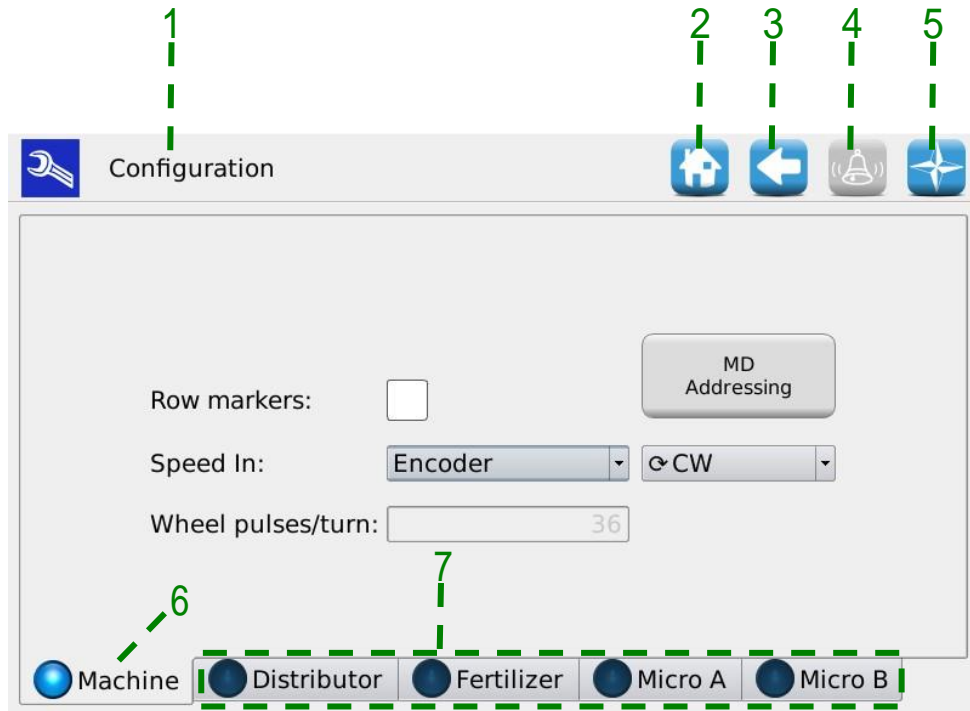 1 2 3 4 5
Configuration
MD
Addressing
Row markers:
Speed In: Encoder ⟳ CW
Wheel pulses/turn: 36
7
6
Machine Distributor Fertilizer Micro A Micro B